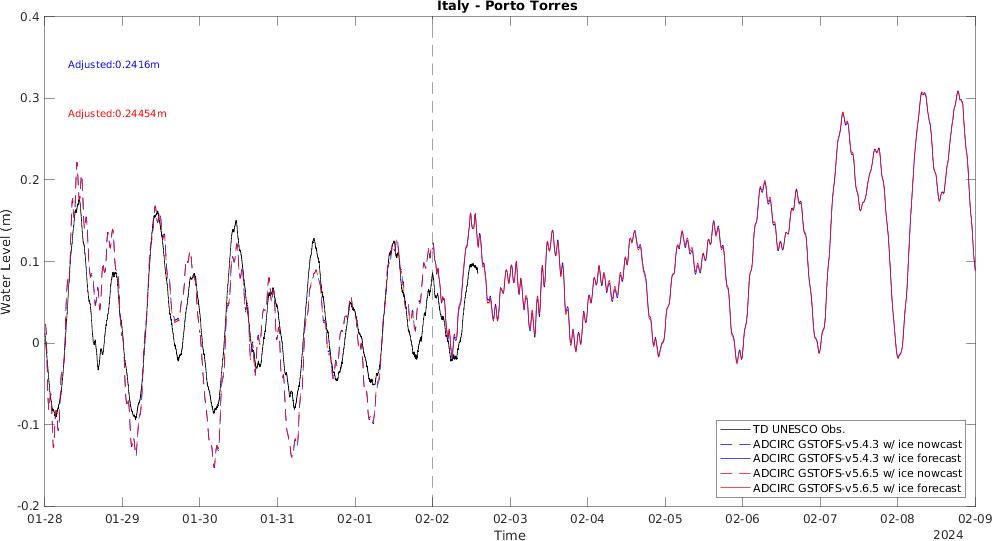 Italy - Porto Torres
0.4
0.3
0.2
0.1
0
-0.1
-0.2
Water Level (m)
Adjusted:0.2416m
Adjusted:0.24454m
TD UNESCO Obs.
ADCIRC GSTOFS-v5.4.3 w/ ice nowcast
ADCIRC GSTOFS-v5.4.3 w/ ice forecast
ADCIRC GSTOFS-v5.6.5 w/ ice nowcast
ADCIRC GSTOFS-v5.6.5 w/ ice forecast
01-28 01-29 01-30 01-31 02-01 02-02 02-03 02-04 02-05 02-06 02-07 02-08 02-09
Time
2024